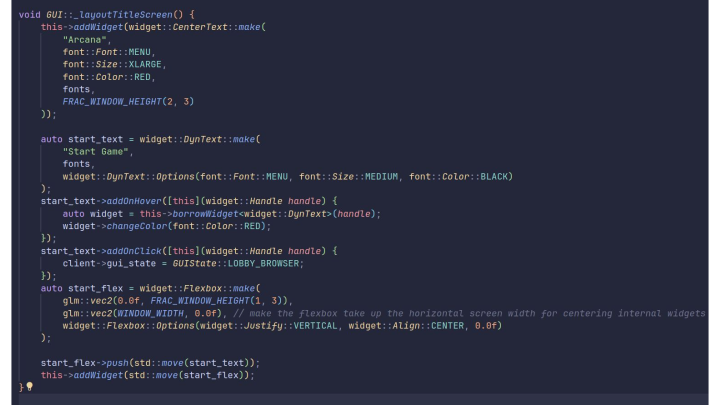 void GUI::_layoutTitleScreen() {
    this->addWidget(widget::CenterText::make(
        "Arcana",
        font::Font::MENU,
        font::Size::XLARGE,
        font::Color::RED,
        fonts,
        FRAC_WINDOW_HEIGHT(2, 3)
    ));

    auto start_text = widget::DynText::make(
        "Start Game",
        fonts,
        widget::DynText::Options(font::Font::MENU, font::Size::MEDIUM, font::Color::BLACK)
    );
    start_text->addOnHover([this](widget::Handle handle) {
        auto widget = this->borrowWidget<widget::DynText>(handle);
        widget->changeColor(font::Color::RED);
    });
    start_text->addOnClick([this](widget::Handle handle) {
        client->gui_state = GUIState::LOBBY_BROWSER;
    });
    auto start_flex = widget::Flexbox::make(
        glm::vec2(0.0f, FRAC_WINDOW_HEIGHT(1, 3)),
        glm::vec2(WINDOW_WIDTH, 0.0f), // make the flexbox take up the horizontal screen width for centering internal widgets
        widget::Flexbox::Options(widget::Justify::VERTICAL, widget::Align::CENTER, 0.0f)
    );

    start_flex->push(std::move(start_text));
    this->addWidget(std::move(start_flex));
}